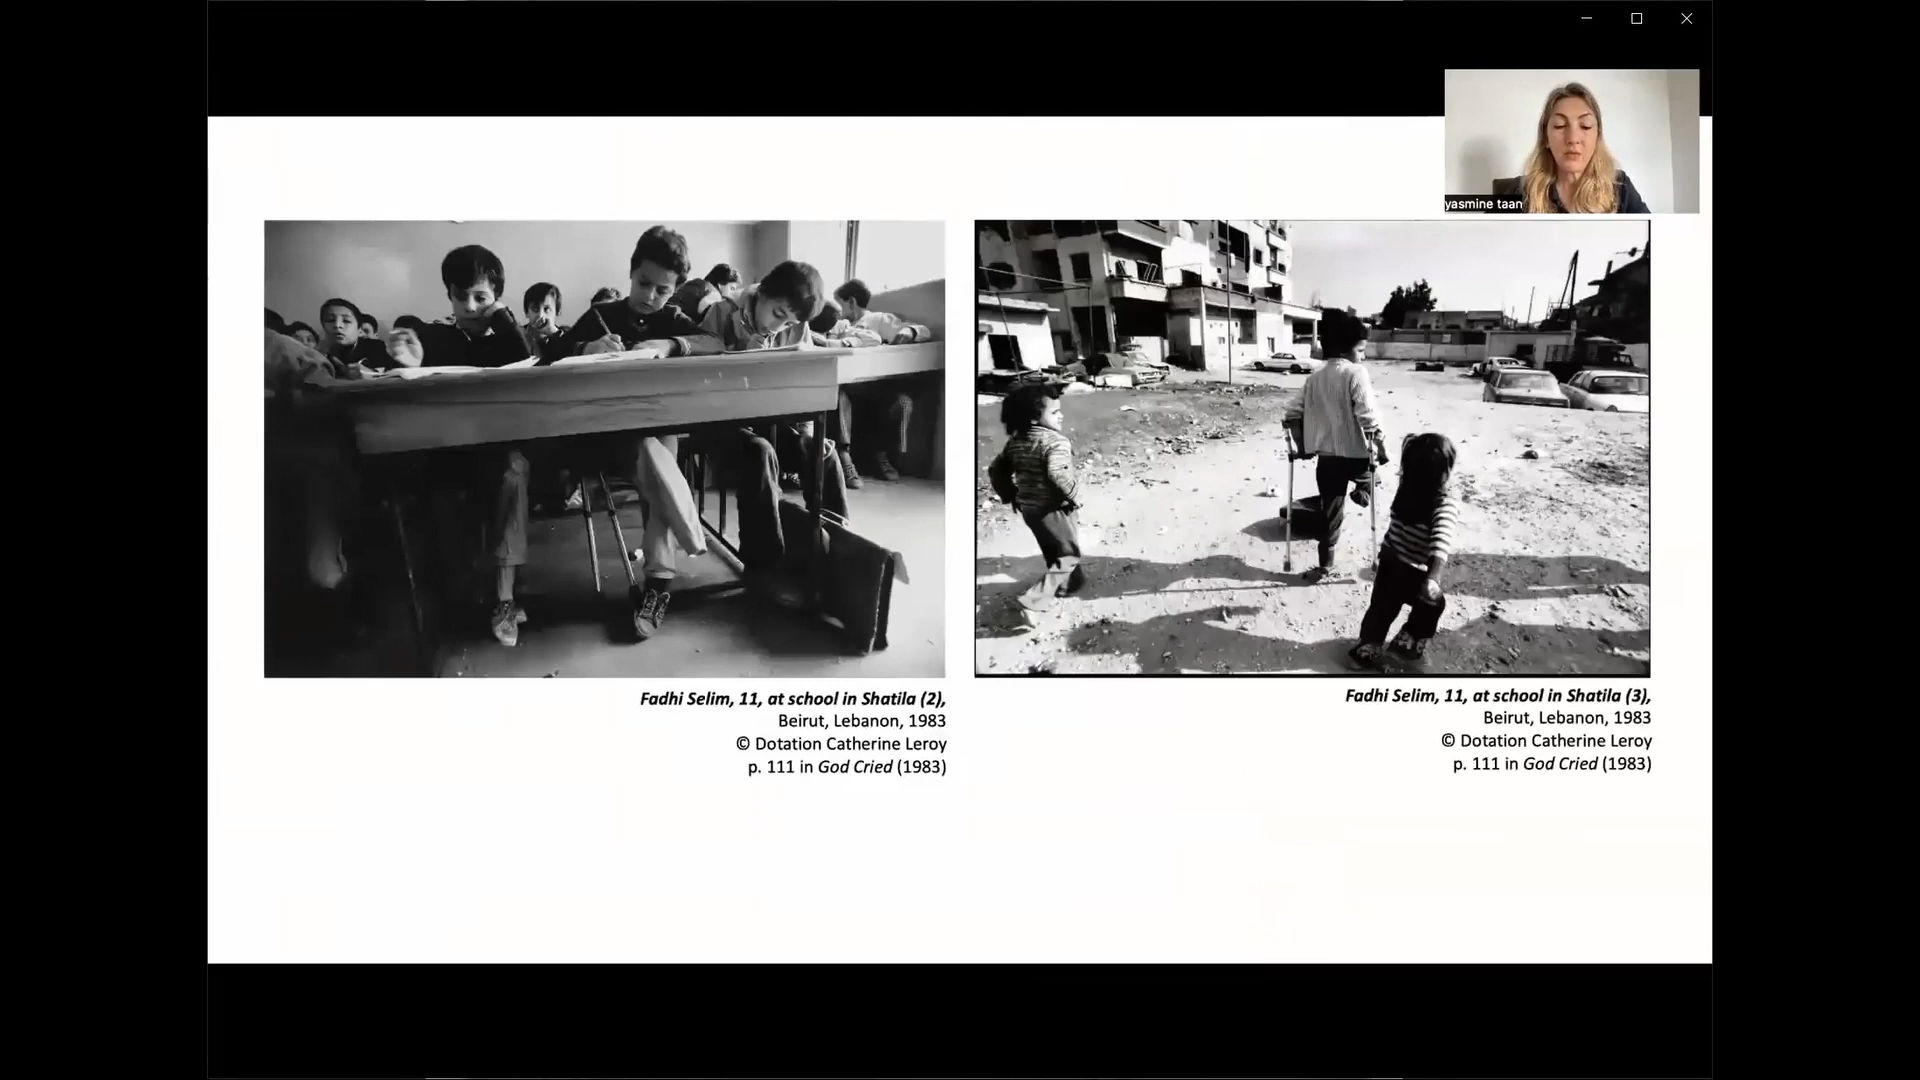 yasmine taan
Fadhi Selim, 11, at school in Shatila (2),
Beirut, Lebanon, 1983
© Dotation Catherine Leroy
p. 111 in God Cried (1983)
Fadhi Selim, 11, at school in Shatila (3),
Beirut, Lebanon, 1983
© Dotation Catherine Leroy
p. 111 in God Cried (1983)